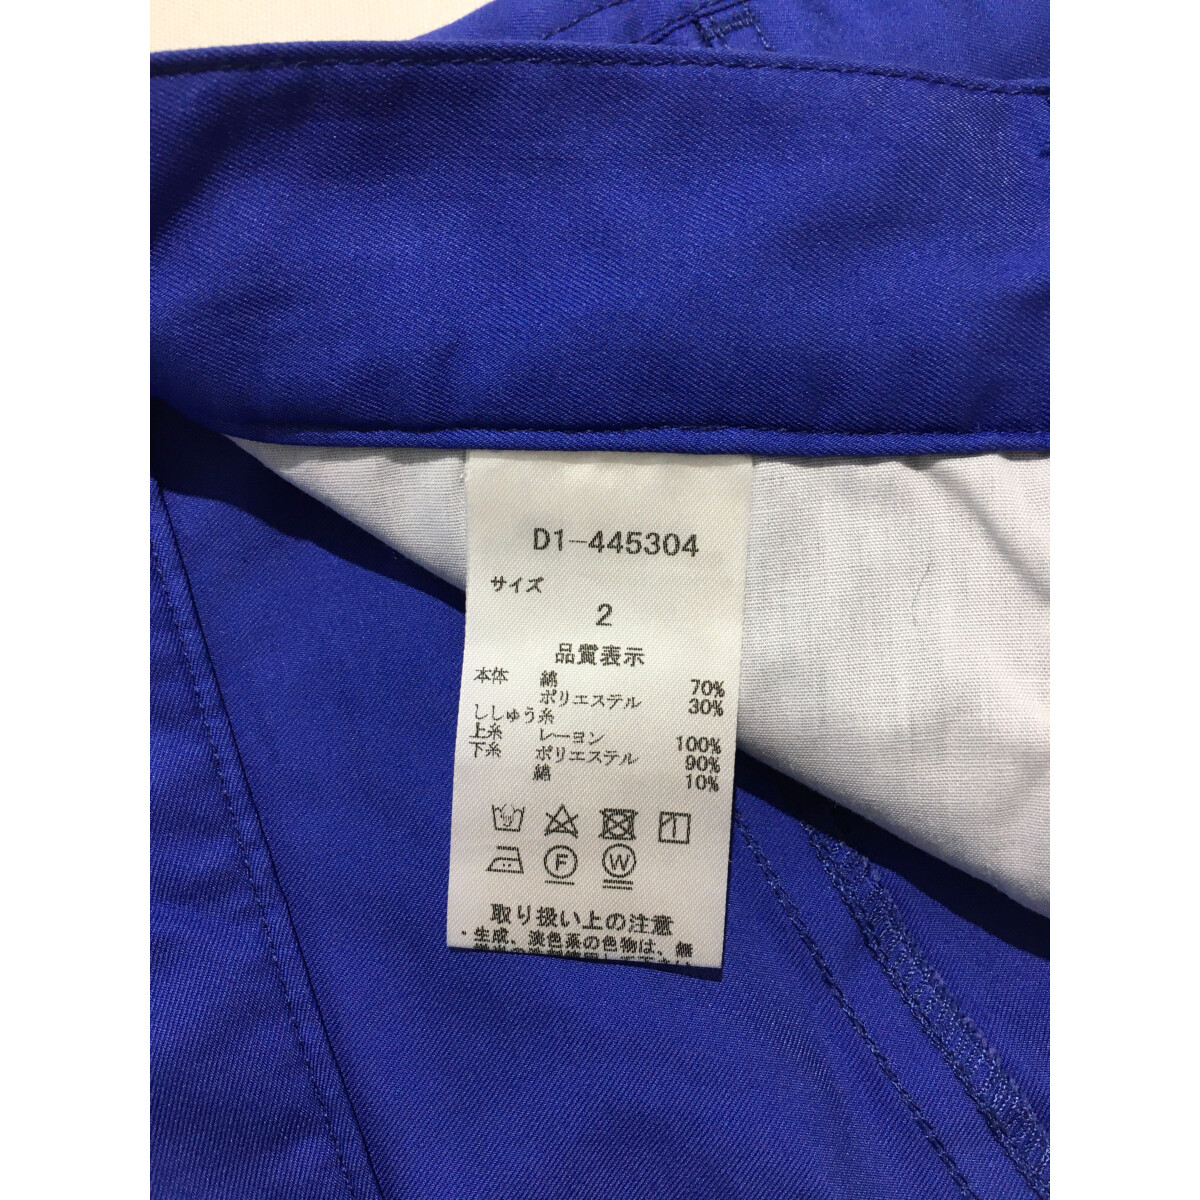 D1-445304
サイズ
2
品質表示
本体 綿 70%
ポリエステル 30%
ししゅう糸
上糸 レーヨン 100%
下糸 ポリエステル 90%
綿 10%
F W
取り扱い上の注意
・生成、淡色系の色物は、無